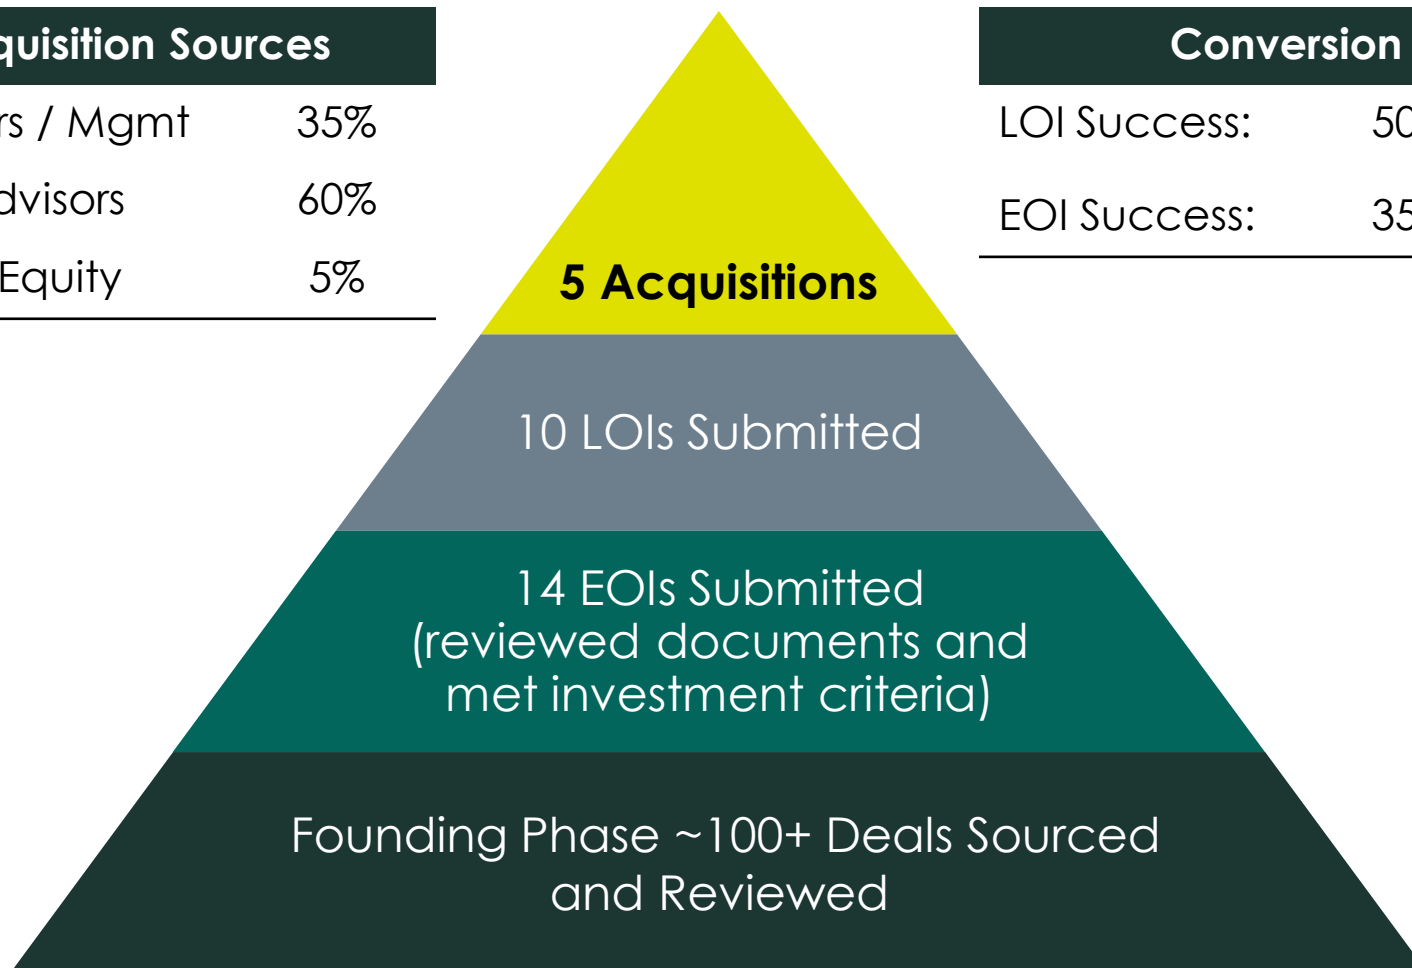 quisition Sources
rs / Mgmt 35%
dvisors 60%
Equity 5%
Conversion
LOI Success: 50
EOI Success: 35
5 Acquisitions
10 LOIs Submitted
14 EOIs Submitted
(reviewed documents and
met investment criteria)
Founding Phase ~100+ Deals Sourced
and Reviewed